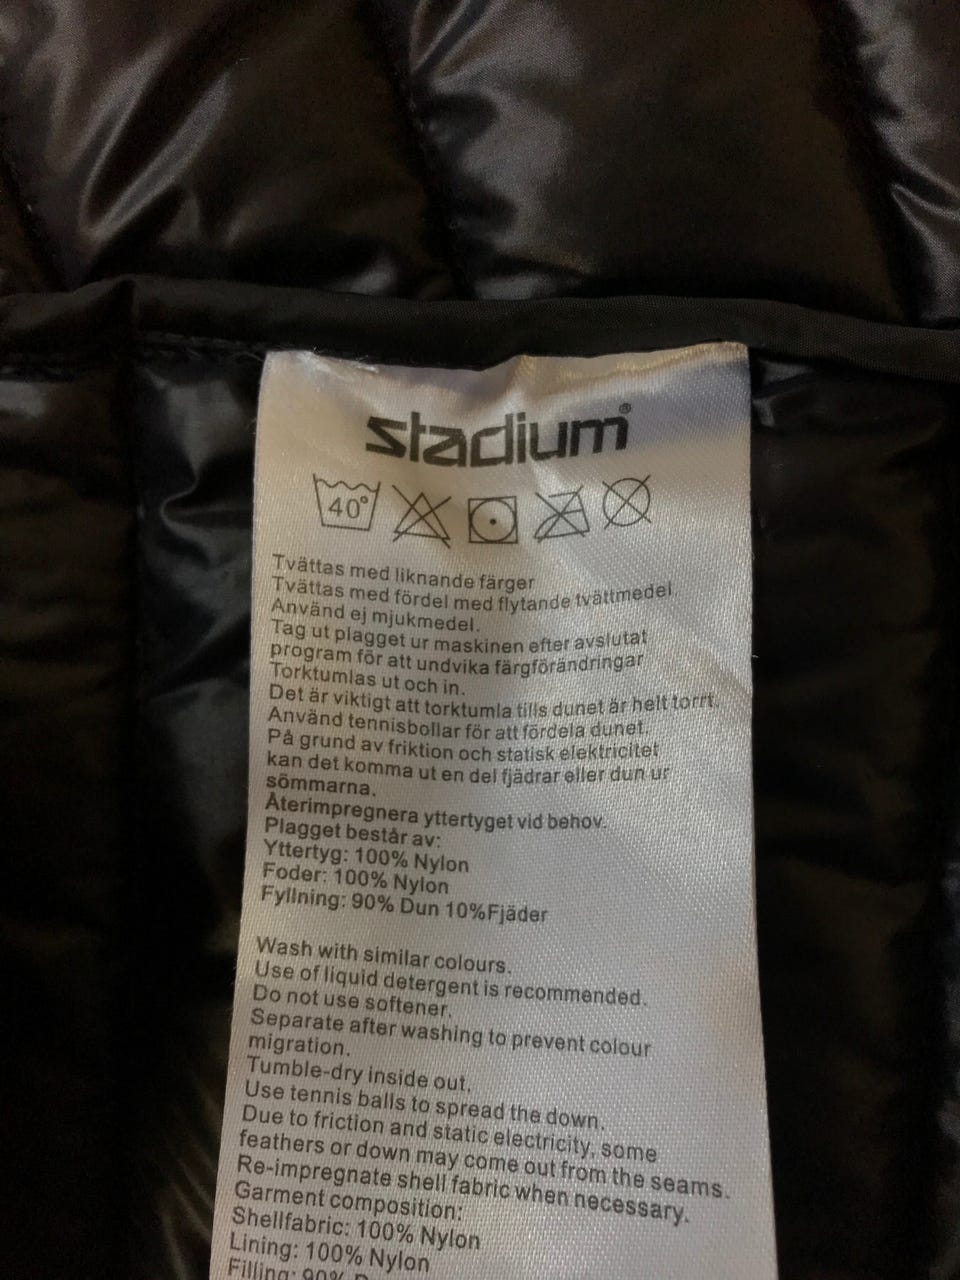 stadium®
40°
Tvättas med liknande färger
Tvättas med fördel med flytande tvättmedel.
Använd ej mjukmedel.
Tag ut plagget ur maskinen efter avslutat
program för att undvika färgförändringar
Torktumlas ut och in.
Det är viktigt att torktumla tills dunet är helt torrt.
Använd tennisbollar för att fördela dunet.
På grund av friktion och statisk elektricitet
kan det komma ut en del fjädrar eller dun ur
sömmarna.
Återimpregnera yttertyget vid behov.
Plagget består av:
Yttertyg: 100% Nylon
Foder: 100% Nylon
Fyllning: 90% Dun 10%Fjäder
Wash with similar colours.
Use of liquid detergent is recommended.
Do not use softener.
Separate after washing to prevent colour
migration.
Tumble-dry inside out.
Use tennis balls to spread the down.
Due to friction and static electricity, some
feathers or down may come out from the seams.
Re-impregnate shell fabric when necessary.
Garment composition:
Shellfabric: 100% Nylon
Lining: 100% Nylon
Filling: 90%